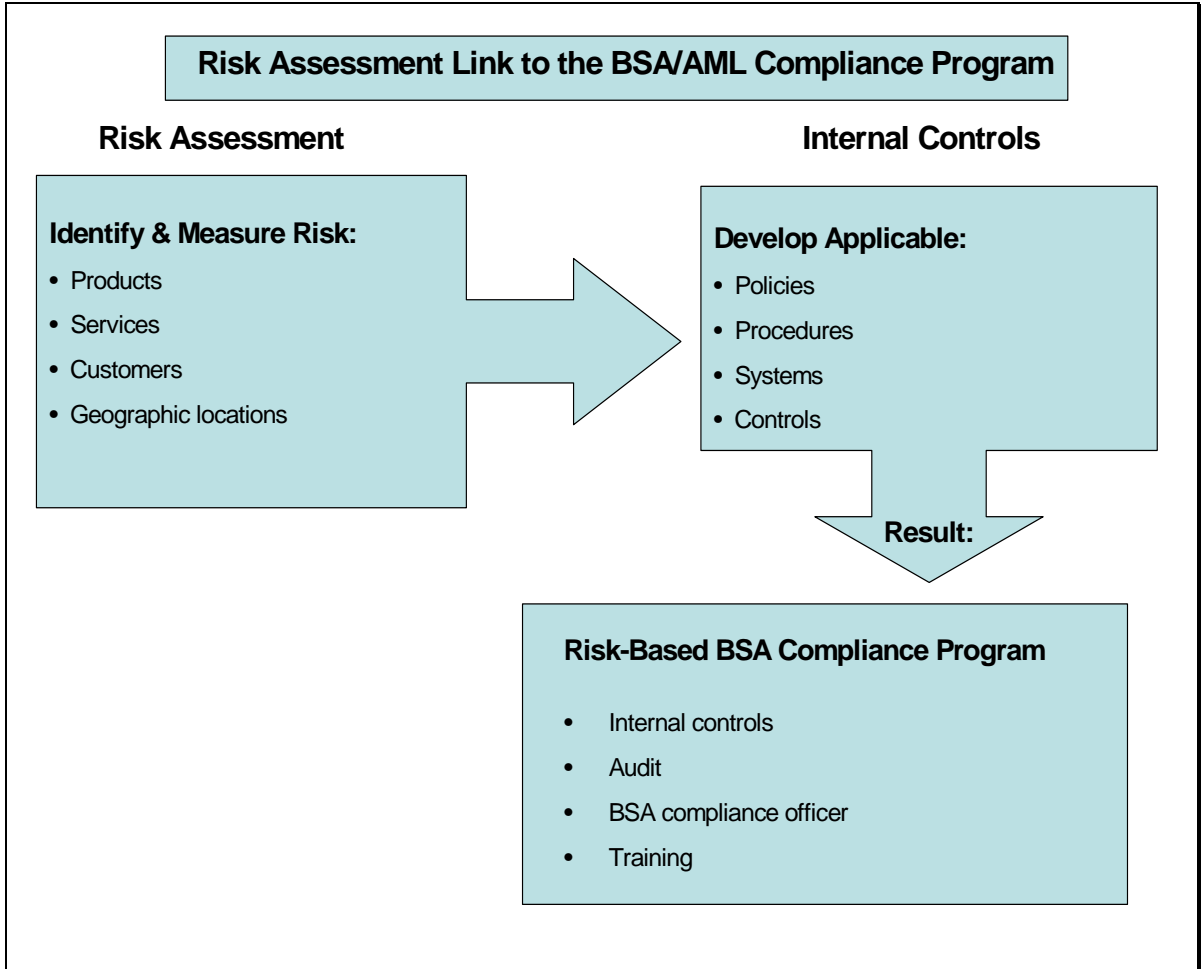 Risk Assessment Link to the BSA/AML Compliance Program
Risk Assessment
Identify & Measure Risk:
• Products
• Services
• Customers
• Geographic locations
Internal Controls
Develop Applicable:
• Policies
• Procedures
• Systems
• Controls
Result:
Risk-Based BSA Compliance Program
• Internal controls
• Audit
• BSA compliance officer
• Training